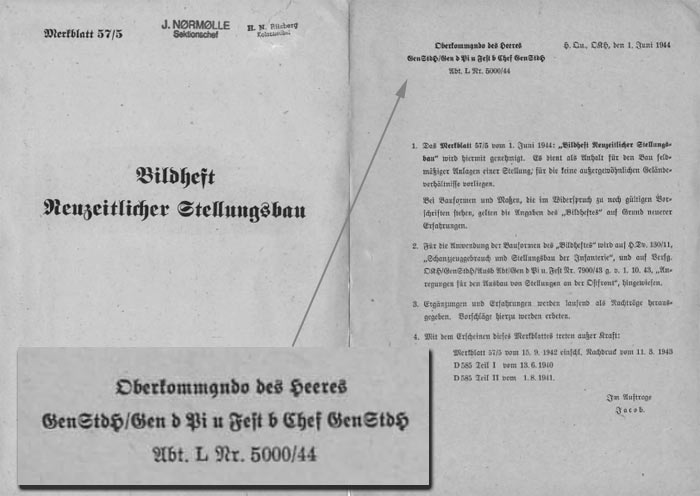 Merkblatt 57/5
J. NØRMØLLE
Sektionschef
Bildheft
Neuzeitlicher Stellungsbau
Oberkommando des Heeres
GenStdH/Gen d Pi u Fest b Chef GenStdH
Abt. L Nr. 5000/44
H. Qu., OKH, den 1. Juni 1944
1. Das Merkblatt 57/5 vom 1. Juni 1944: „Bildheft Neuzeitlicher Stellungs-
bau" wird hiermit genehmigt. Es dient als Anhalt für den Bau feld-
mäßiger Anlagen einer Stellung, für die keine außergewöhnlichen Gelände-
verhältnisse vorliegen.
Bei Bauformen und Maßen, die im Widerspruch zu noch gültigen Vor-
schriften stehen, gelten die Angaben des „Bildheftes" auf Grund neuerer
Erfahrungen.
2. Für die Anwendung der Bauformen des „Bildheftes" wird auf H. Dv. 130/11,
„Schanzzeuggebrauch und Stellungsbau der Infanterie", und auf Verfg.
OKH/GenStdH/Ausb Abt/Gen d Pi u. Fest Nr. 7900/43 g. v. 1. 10. 43, „An-
regungen für den Ausbau von Stellungen an der Ostfront", hingewiesen.
3. Ergänzungen und Erfahrungen werden laufend als Nachträge heraus-
gegeben. Vorschläge hierzu werden erbeten.
4. Mit dem Erscheinen dieses Merkblattes treten außer Kraft:
Merkblatt 57/5 vom 15. 9. 1942 einschl. Nachdruck vom 11. 3. 1943
D 585 Teil I vom 13. 6. 1940
D 585 Teil II vom 1. 8. 1941.
Im Auftrage
Jacob.
Oberkommando des Heeres
GenStdH/Gen d Pi u Fest b Chef GenStdH
Abt. L Nr. 5000/44